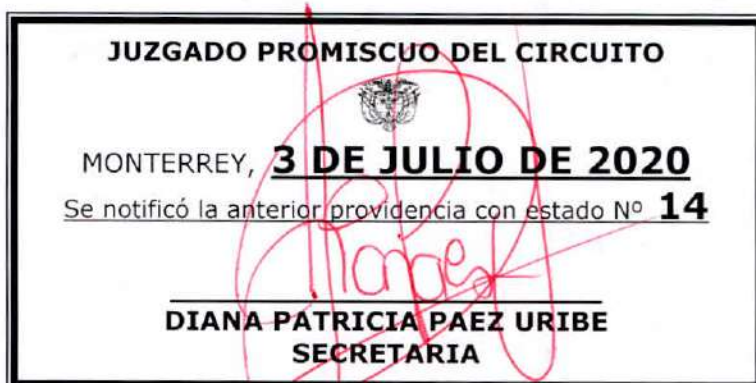 JUZGADO PROMISCUO DEL CIRCUITO
MONTERREY, 3 DE JULIO DE 2020
Se notificó la anterior providencia con estado Nº 14
DIANA PATRICIA PAEZ URIBE
SECRETARIA